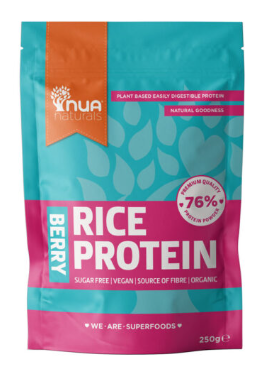 nua
naturals
PLANT BASED EASILY DIGESTIBLE PROTEIN
NATURAL GOODNESS
PREMIUM QUALITY
76%
PROTEIN POWDER
BERRY
RICE
PROTEIN
SUGAR FREE | VEGAN | SOURCE OF FIBRE | ORGANIC
♥ WE • ARE • SUPERFOODS ♥
250g℮